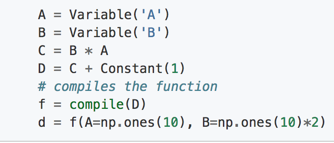 A = Variable('A')
B = Variable('B')
C = B * A
D = C + Constant(1)
# compiles the function
f = compile(D)
d = f(A=np.ones(10), B=np.ones(10)*2)